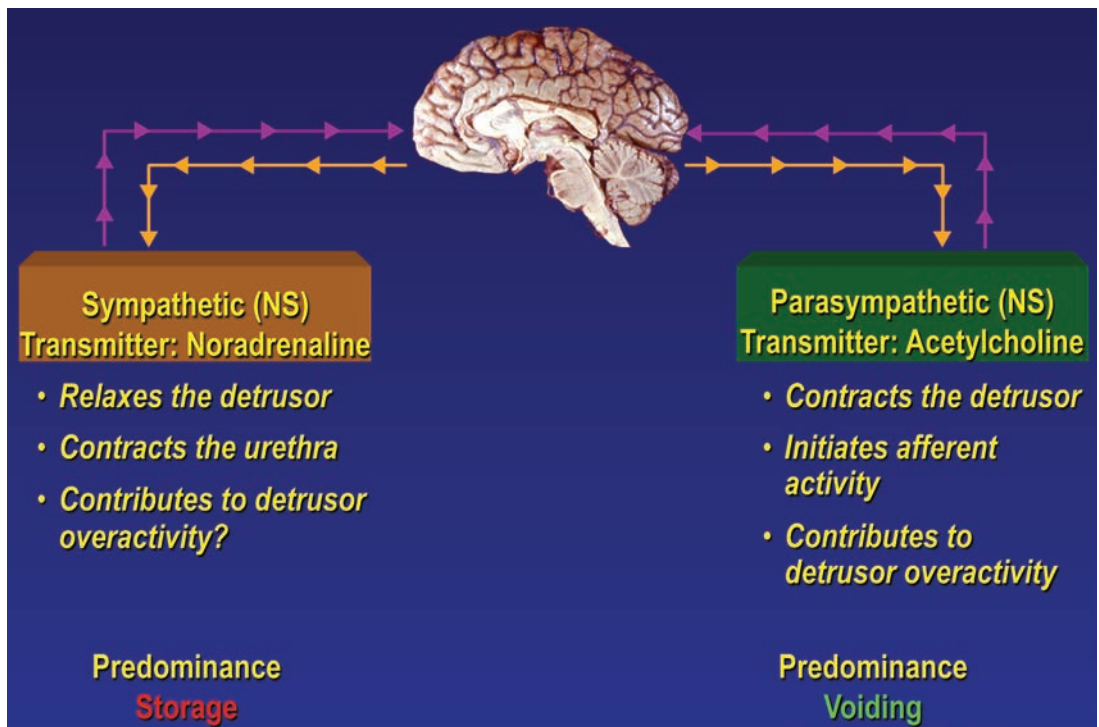 Sympathetic (NS)
Transmitter: Noradrenaline
• Relaxes the detrusor
• Contracts the urethra
• Contributes to detrusor
overactivity?
Predominance
Storage
Parasympathetic (NS)
Transmitter: Acetylcholine
• Contracts the detrusor
• Initiates afferent
activity
• Contributes to
detrusor overactivity
Predominance
Voiding